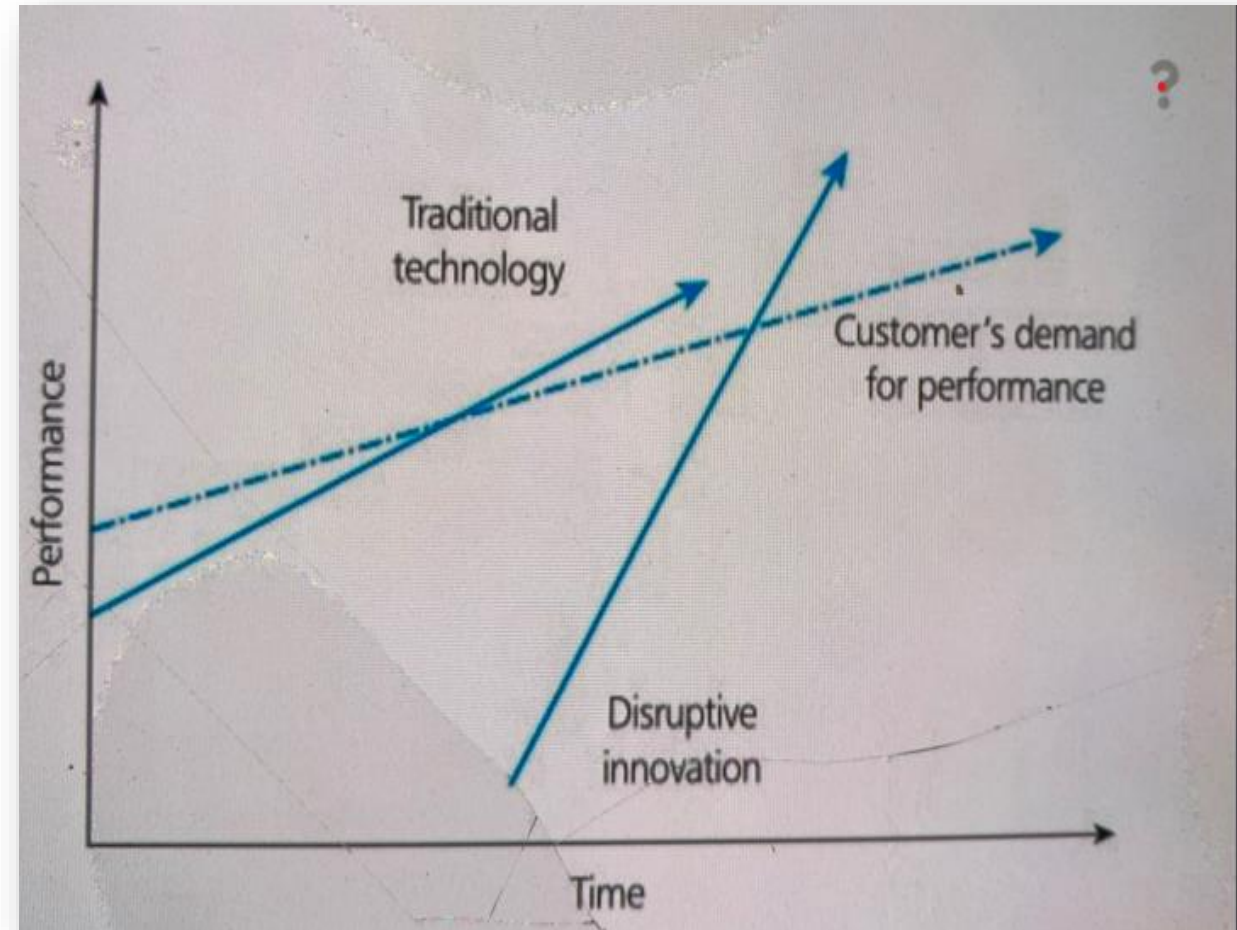 ?
Traditional
technology
Customer's demand
for performance
Performance
Disruptive
innovation
Time